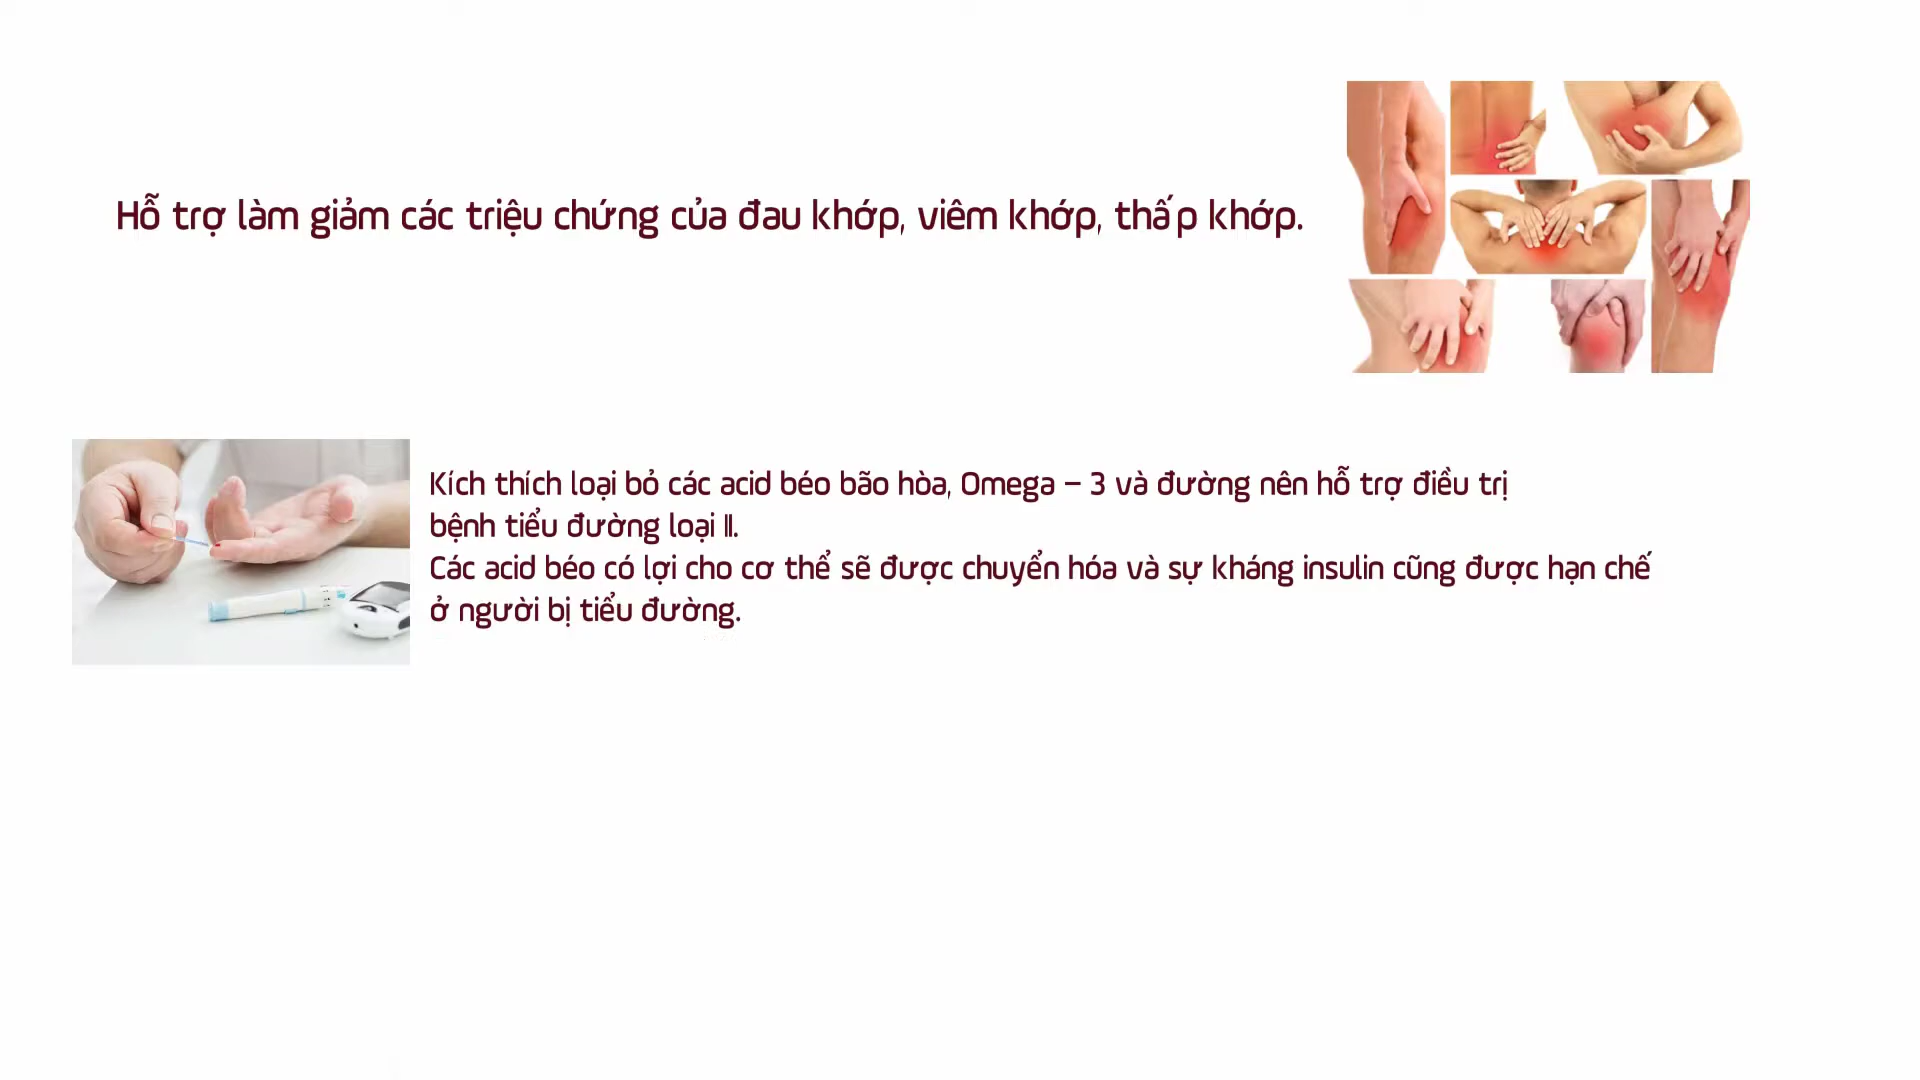 Hỗ trợ làm giảm các triệu chứng của đau khớp, viêm khớp, thấp khớp.
Kích thích loại bỏ các acid béo bão hòa, Omega – 3 và đường nên hỗ trợ điều trị
bệnh tiểu đường loại II.
Các acid béo có lợi cho cơ thể sẽ được chuyển hóa và sự kháng insulin cũng được hạn chế
ở người bị tiểu đường.